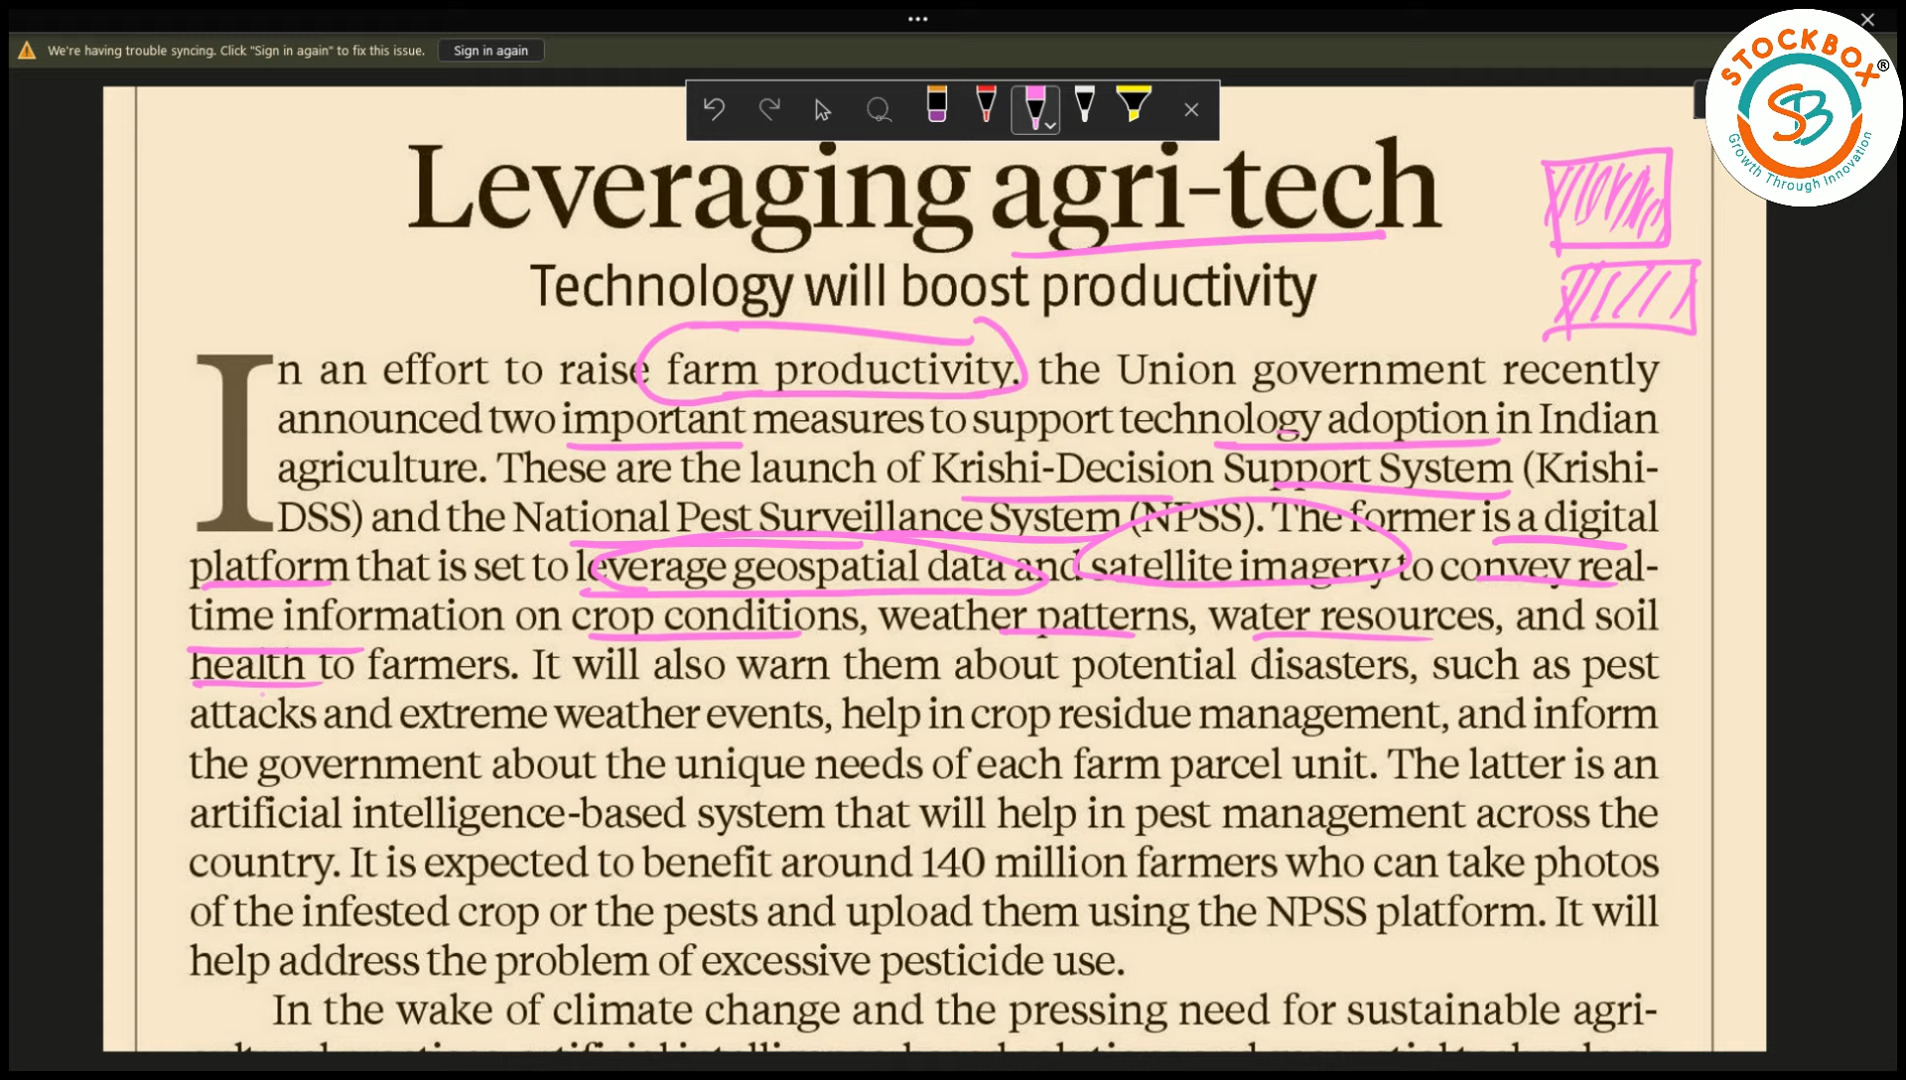 We're having trouble syncing. Click "Sign in again" to fix this issue. Sign in again
STOCKBOX®
SB
Growth Through Innovation
Leveraging agri-tech
Technology will boost productivity
In an effort to raise farm productivity, the Union government recently
announced two important measures to support technology adoption in Indian
agriculture. These are the launch of Krishi-Decision Support System (Krishi-
DSS) and the National Pest Surveillance System (NPSS). The former is a digital
platform that is set to leverage geospatial data and satellite imagery to convey real-
time information on crop conditions, weather patterns, water resources, and soil
health to farmers. It will also warn them about potential disasters, such as pest
attacks and extreme weather events, help in crop residue management, and inform
the government about the unique needs of each farm parcel unit. The latter is an
artificial intelligence-based system that will help in pest management across the
country. It is expected to benefit around 140 million farmers who can take photos
of the infested crop or the pests and upload them using the NPSS platform. It will
help address the problem of excessive pesticide use.
In the wake of climate change and the pressing need for sustainable agri-